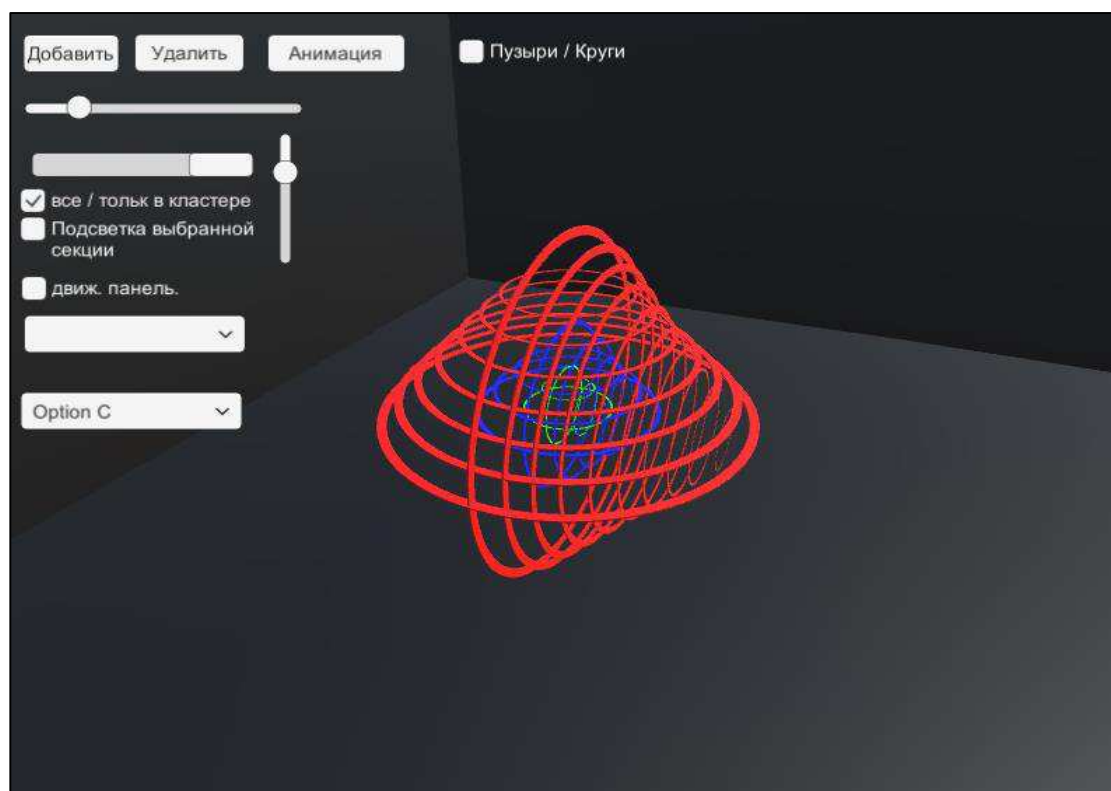 Добавить Удалить Анимация Пузыри / Круги
все / тольк в кластере
Подсветка выбранной
секции
движ. панель.
Option C